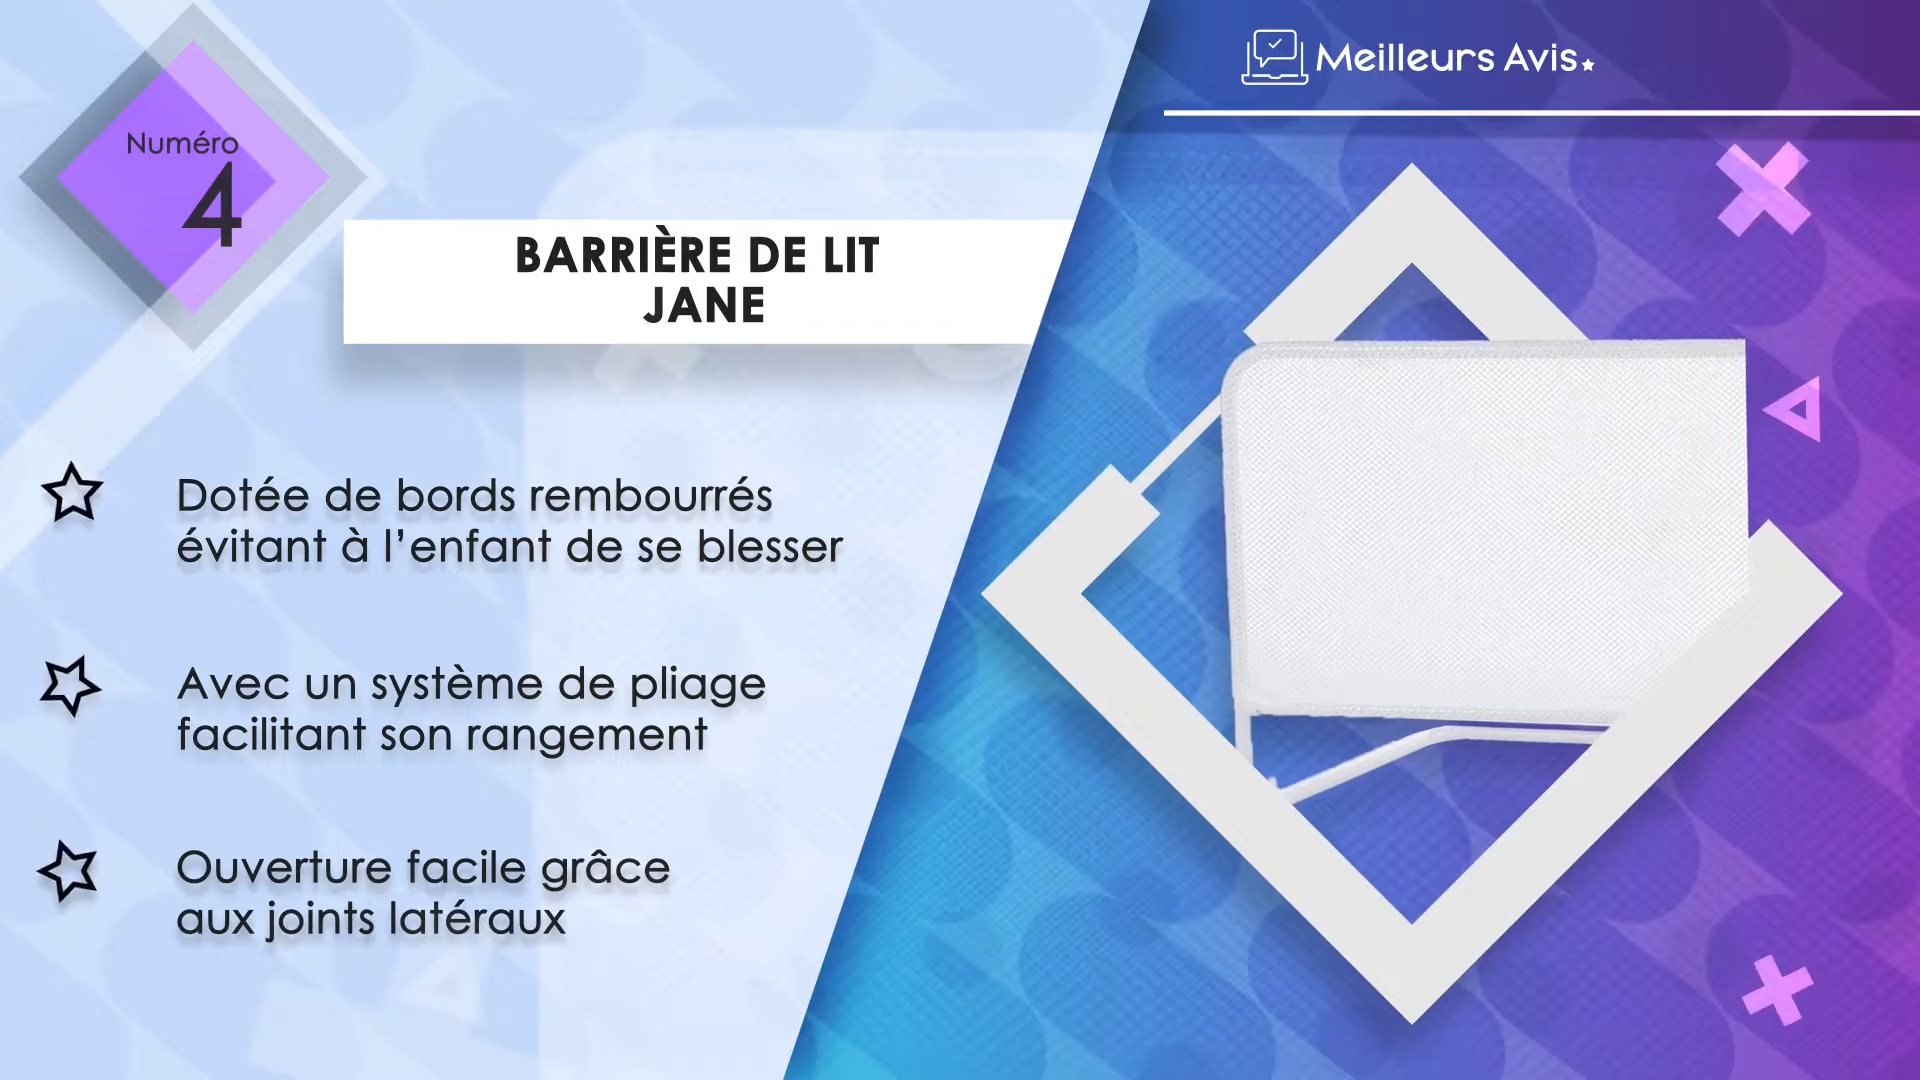 Numéro
4
Meilleurs Avis
BARRIÈRE DE LIT
JANE
Dotée de bords rembourrés
évitant à l’enfant de se blesser
Avec un système de pliage
facilitant son rangement
Ouverture facile grâce
aux joints latéraux